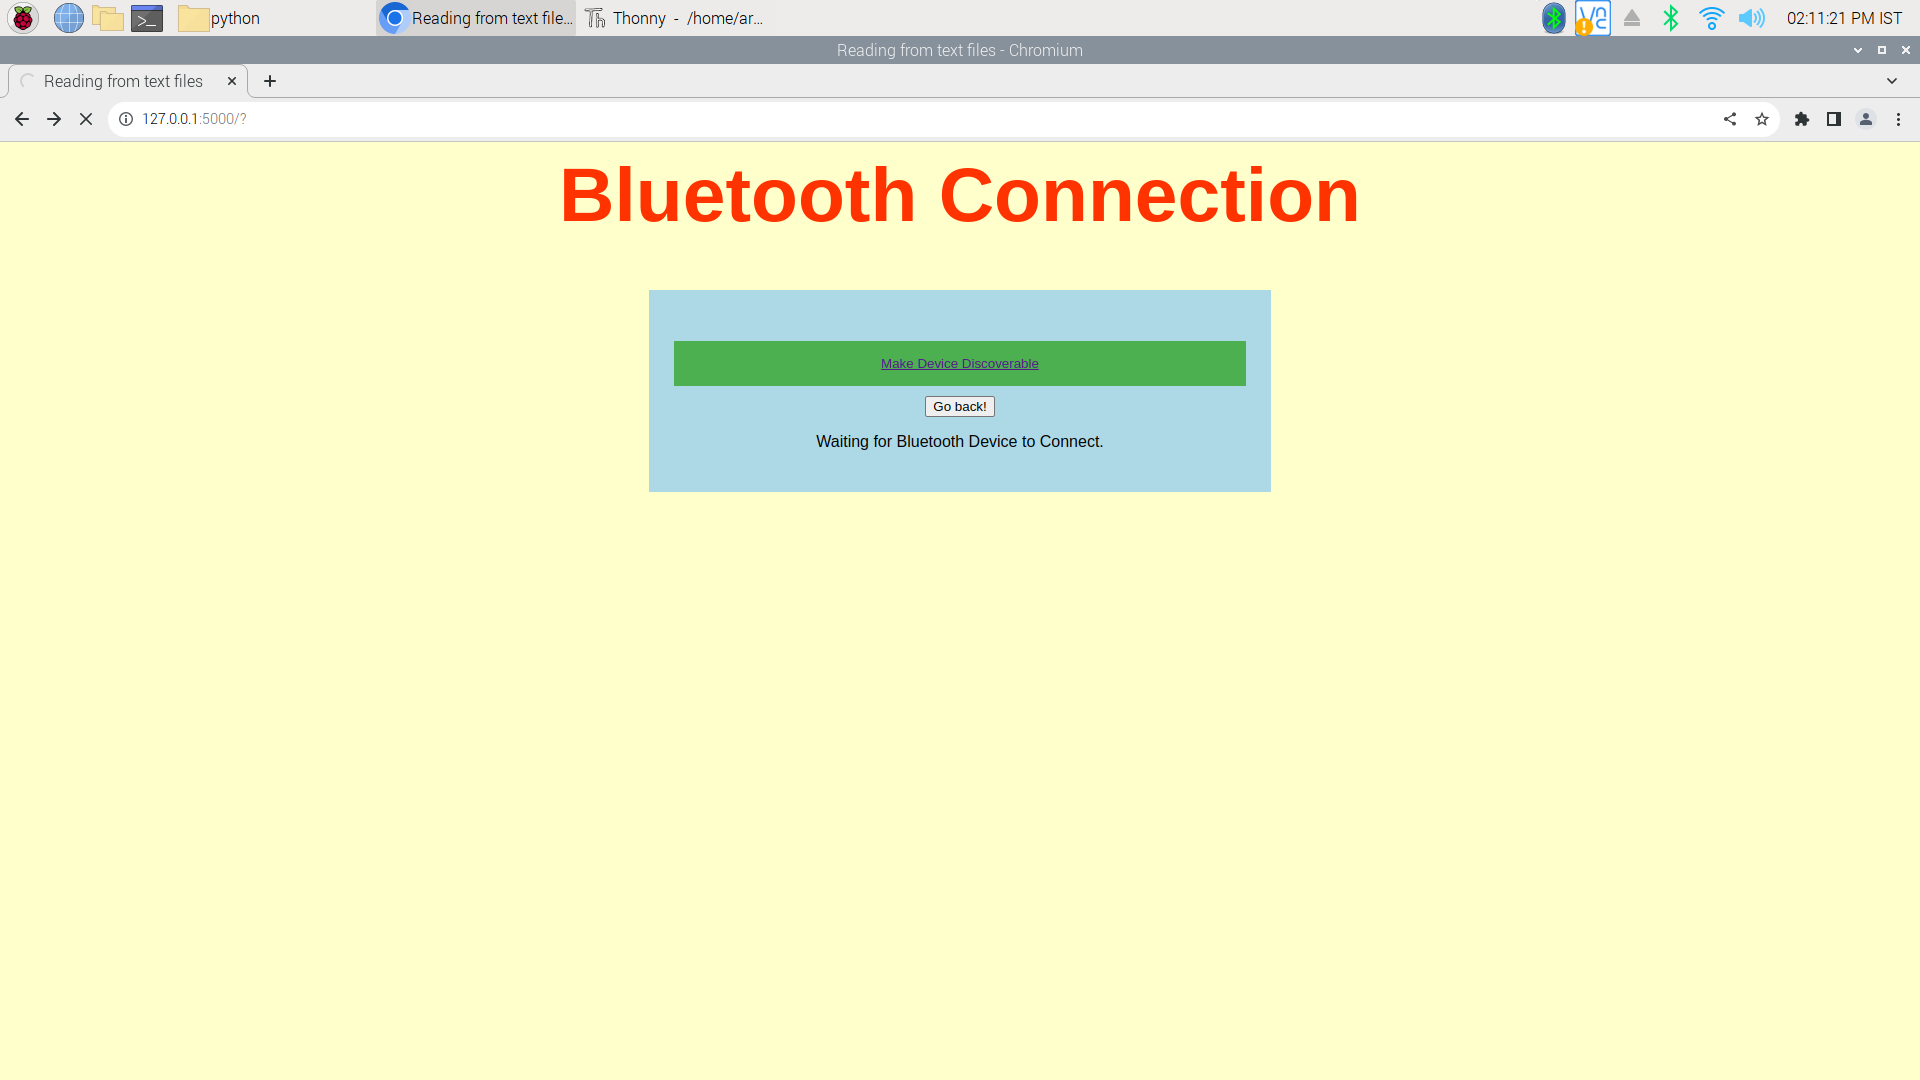 python
Reading from text file...
Thonny - /home/ar...
02:11:21 PM IST
Reading from text files - Chromium
Reading from text files
127.0.0.1:5000/?
Bluetooth Connection
Make Device Discoverable
Go back!
Waiting for Bluetooth Device to Connect.